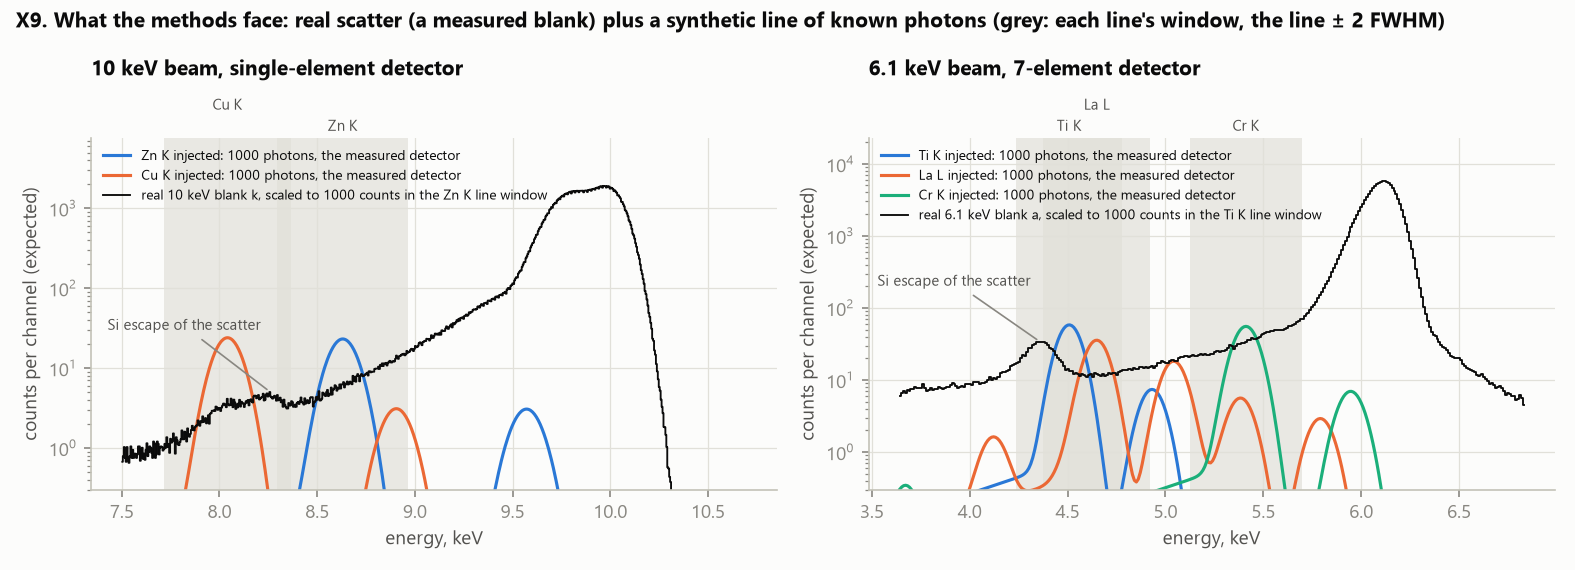 X9. What the methods face: real scatter (a measured blank) plus a synthetic line of known photons (grey: each line's window, the line ± 2 FWHM)
10 keV beam, single-element detector
Cu K
Zn K
Zn K injected: 1000 photons, the measured detector
Cu K injected: 1000 photons, the measured detector
real 10 keV blank k, scaled to 1000 counts in the Zn K line window
Si escape of the scatter
counts per channel (expected)
10³
10²
10¹
10⁰
7.5 8.0 8.5 9.0 9.5 10.0 10.5
energy, keV
6.1 keV beam, 7-element detector
La L
Ti K
Cr K
Ti K injected: 1000 photons, the measured detector
La L injected: 1000 photons, the measured detector
Cr K injected: 1000 photons, the measured detector
real 6.1 keV blank a, scaled to 1000 counts in the Ti K line window
Si escape of the scatter
counts per channel (expected)
10⁴
10³
10²
10¹
10⁰
3.5 4.0 4.5 5.0 5.5 6.0 6.5
energy, keV